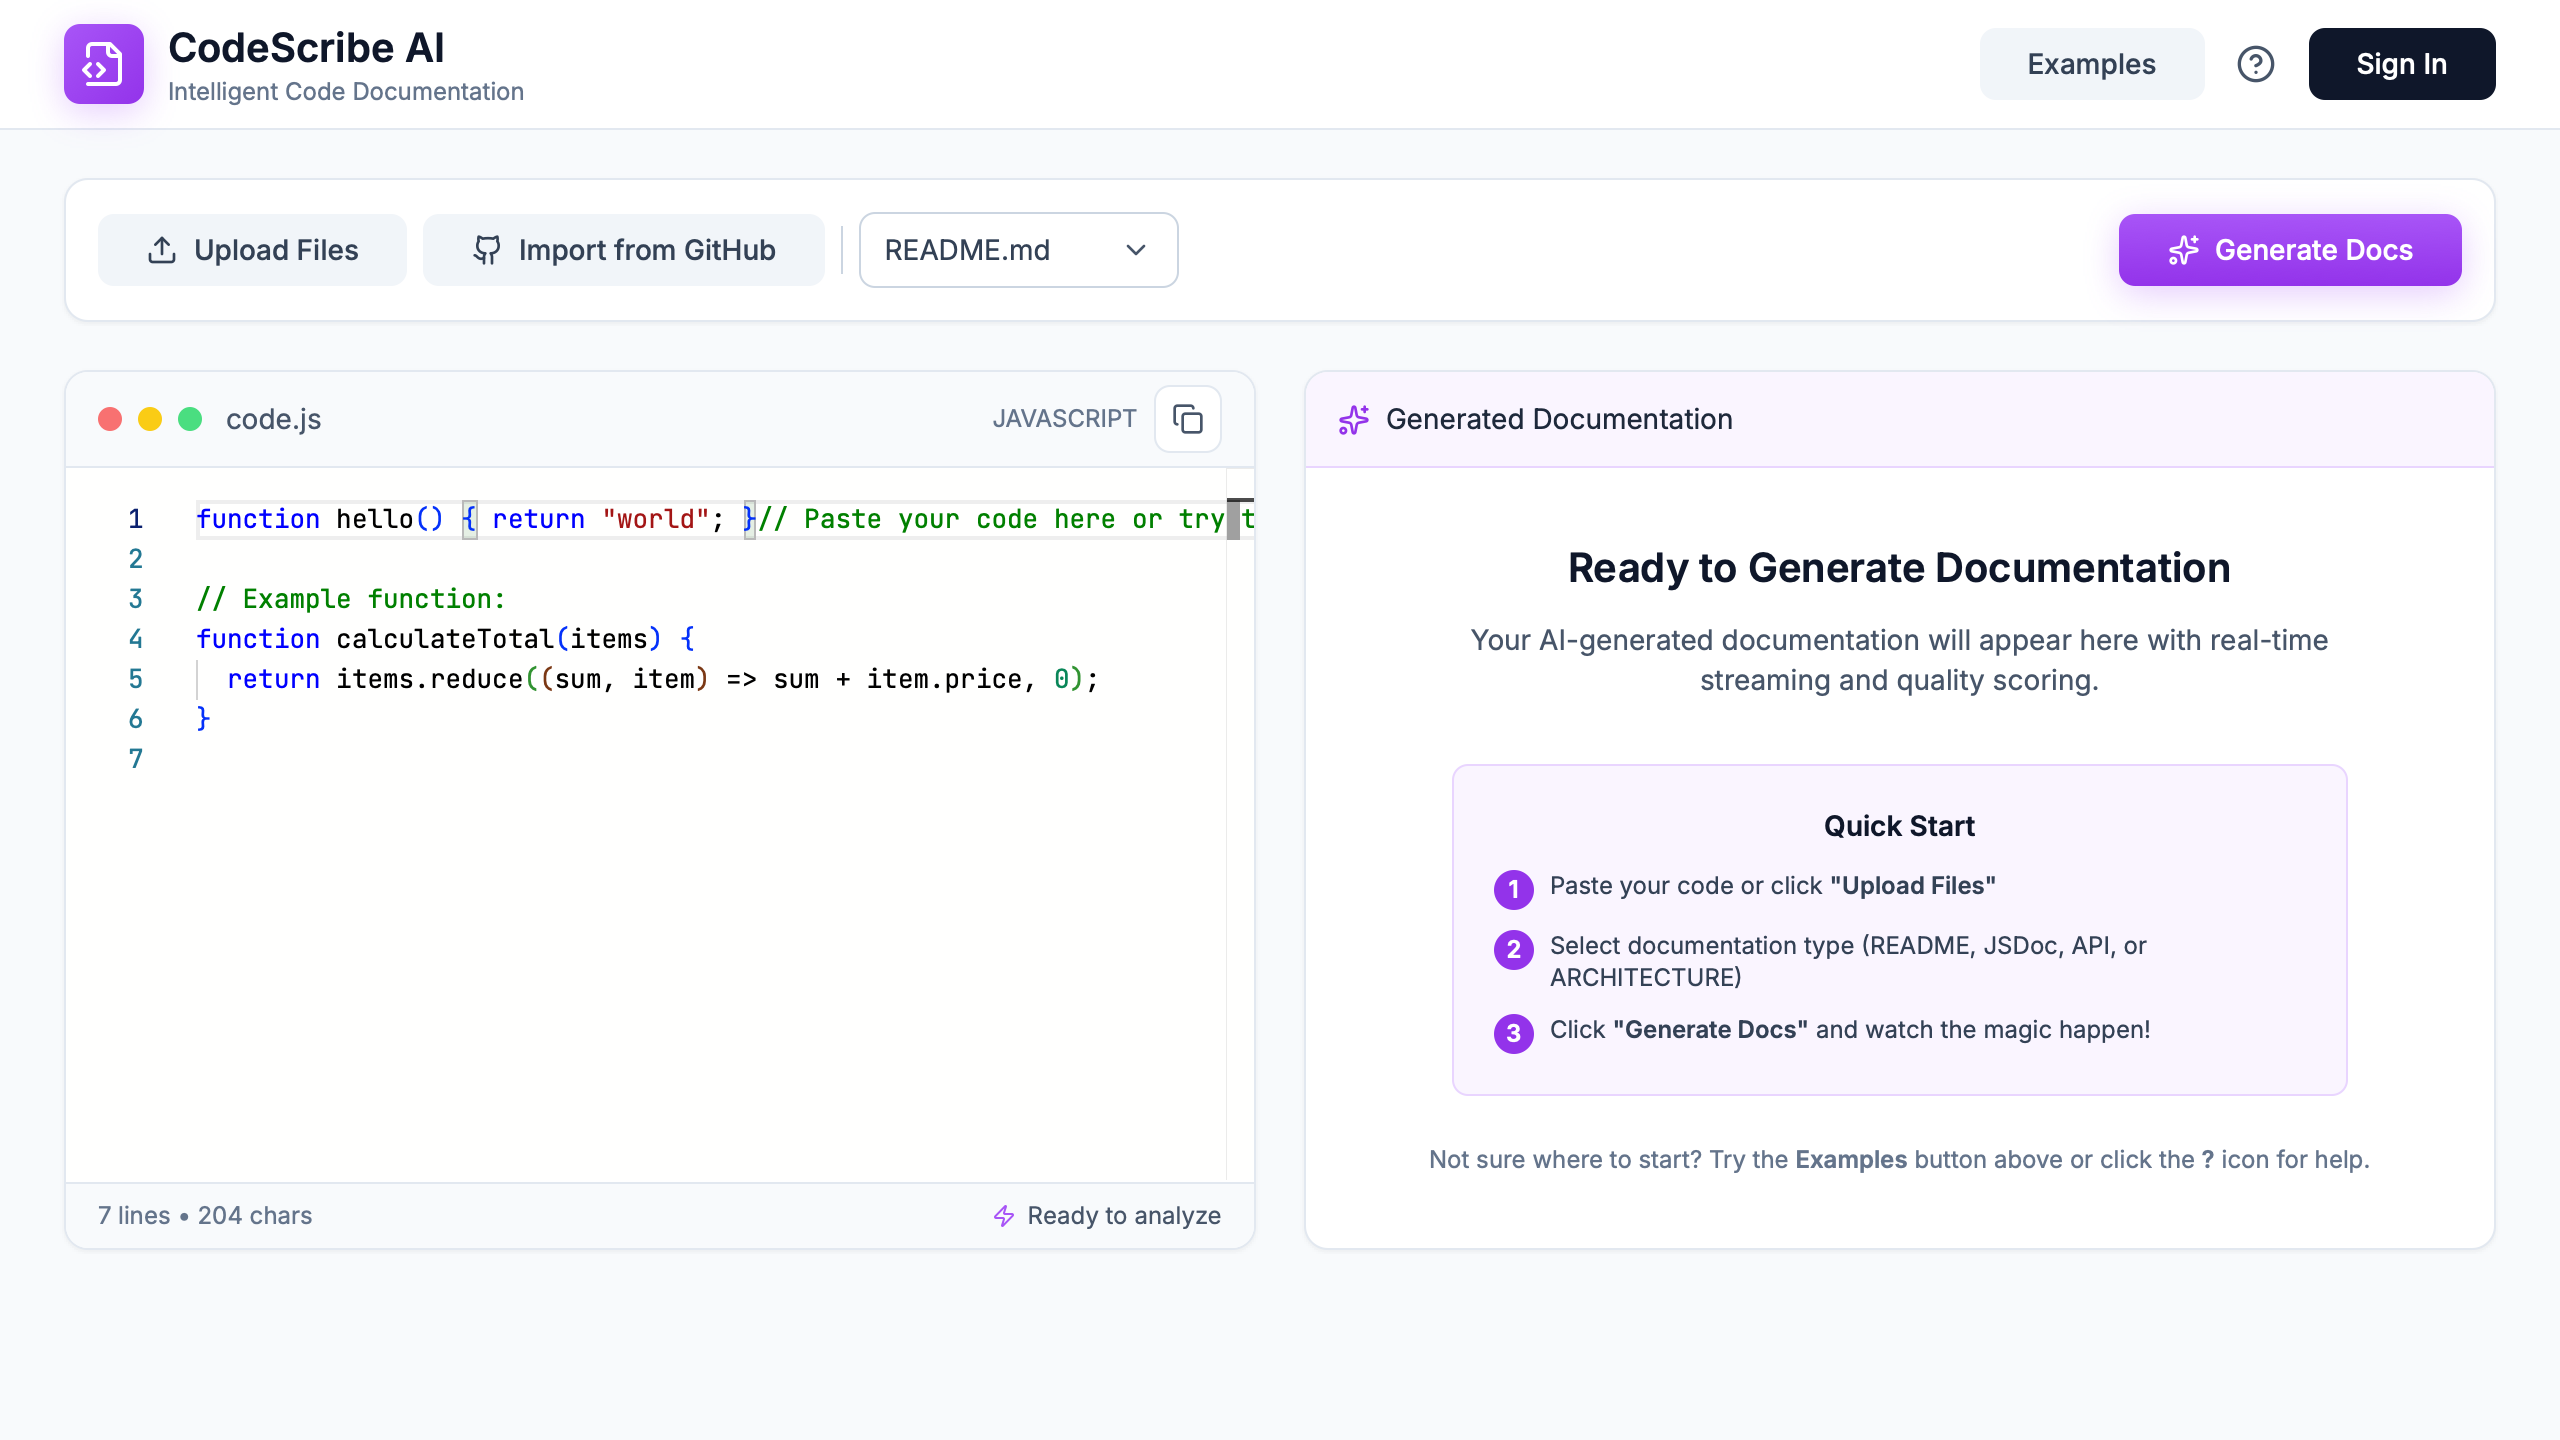 CodeScribe AI
Intelligent Code Documentation
Examples
Sign In
Upload Files
Import from GitHub
README.md
Generate Docs
code.js
JAVASCRIPT
1 function hello() { return "world"; }// Paste your code here or try t
2
3 // Example function:
4 function calculateTotal(items) {
5 return items.reduce((sum, item) => sum + item.price, 0);
6 }
7
7 lines • 204 chars
Ready to analyze
Generated Documentation
Ready to Generate Documentation
Your AI-generated documentation will appear here with real-time
streaming and quality scoring.
Quick Start
1 Paste your code or click "Upload Files"
2 Select documentation type (README, JSDoc, API, or
ARCHITECTURE)
3 Click "Generate Docs" and watch the magic happen!
Not sure where to start? Try the Examples button above or click the ? icon for help.